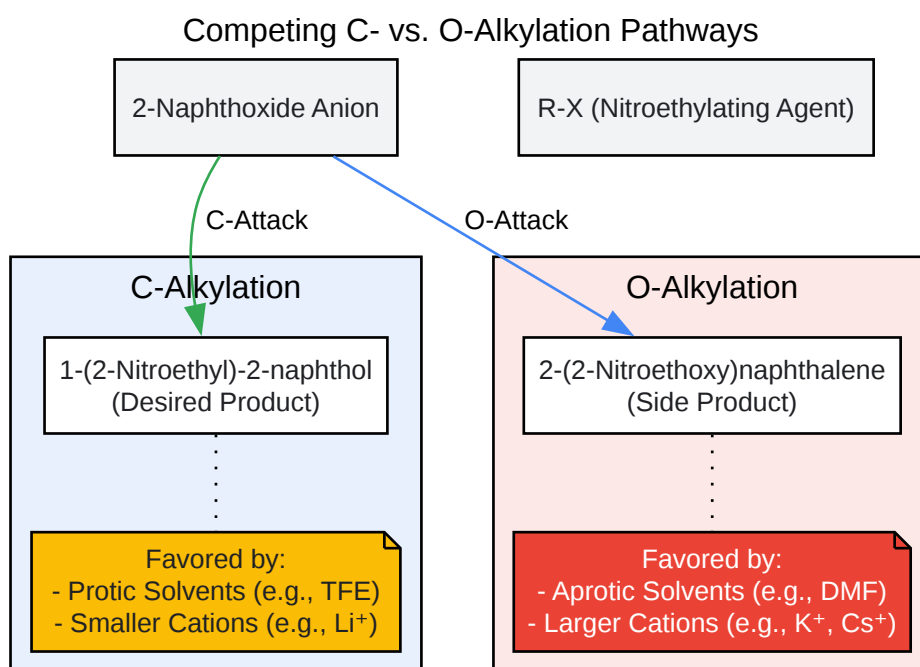 Competing C- vs. O-Alkylation Pathways
2-Naphthoxide Anion
R-X (Nitroethylating Agent)
C-Attack
O-Attack
C-Alkylation
O-Alkylation
1-(2-Nitroethyl)-2-naphthol
(Desired Product)
2-(2-Nitroethoxy)naphthalene
(Side Product)
Favored by:
- Protic Solvents (e.g., TFE)
- Smaller Cations (e.g., Li⁺)
Favored by:
- Aprotic Solvents (e.g., DMF)
- Larger Cations (e.g., K⁺, Cs⁺)